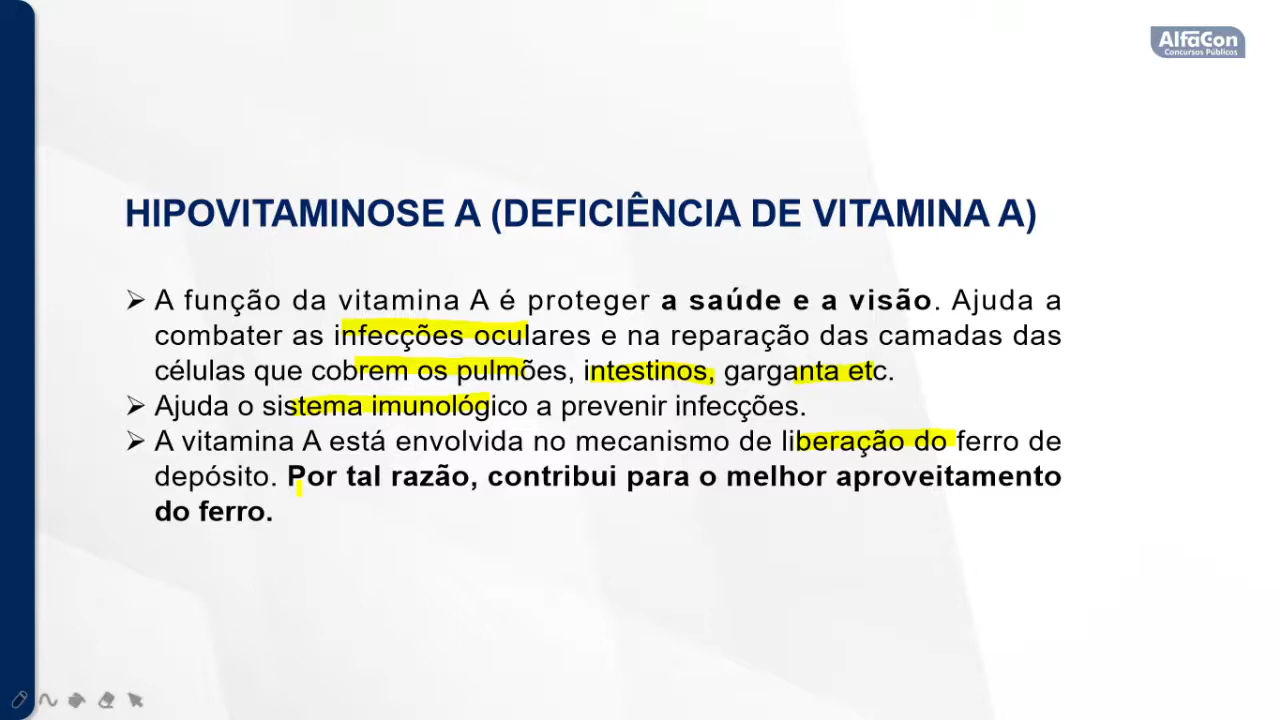 AlfaCon
Concursos Públicos
HIPOVITAMINOSE A (DEFICIÊNCIA DE VITAMINA A)
➢ A função da vitamina A é proteger a saúde e a visão. Ajuda a
combater as infecções oculares e na reparação das camadas das
células que cobrem os pulmões, intestinos, garganta etc.
➢ Ajuda o sistema imunológico a prevenir infecções.
➢ A vitamina A está envolvida no mecanismo de liberação do ferro de
depósito. Por tal razão, contribui para o melhor aproveitamento
do ferro.